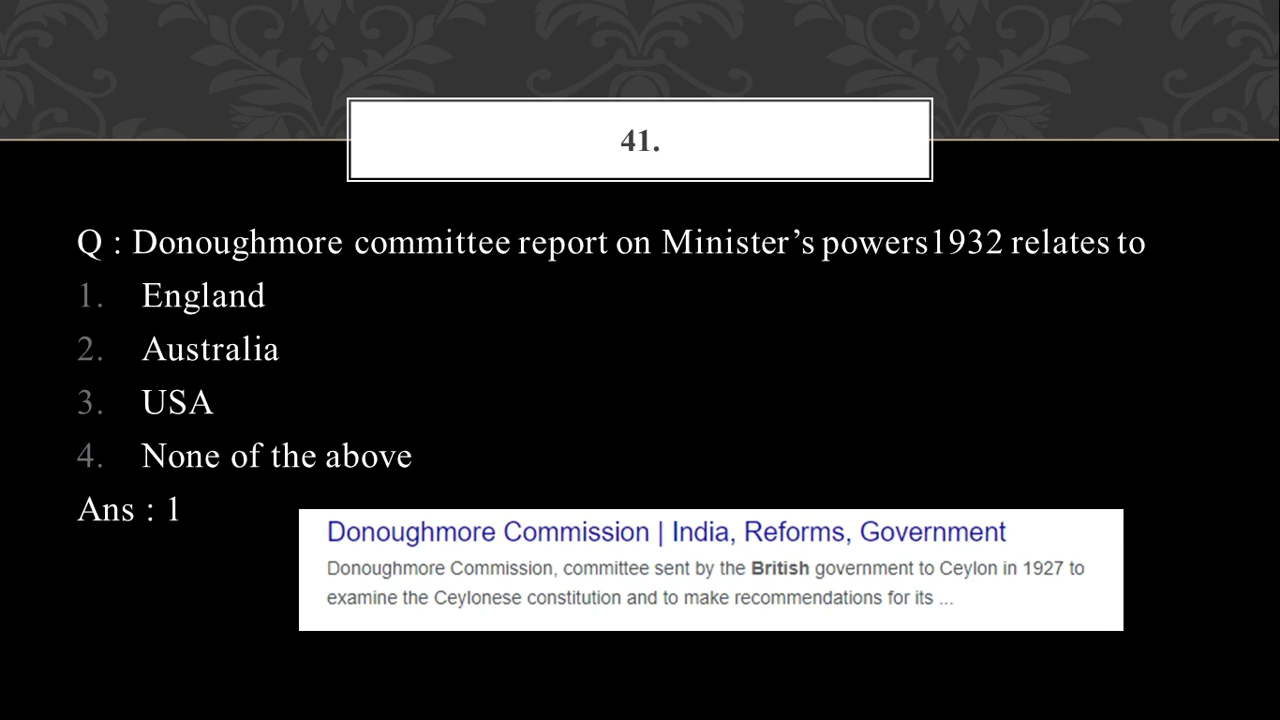 41.
Q : Donoughmore committee report on Minister’s powers1932 relates to
1. England
2. Australia
3. USA
4. None of the above
Ans : 1
Donoughmore Commission | India, Reforms, Government
Donoughmore Commission, committee sent by the British government to Ceylon in 1927 to
examine the Ceylonese constitution and to make recommendations for its ...